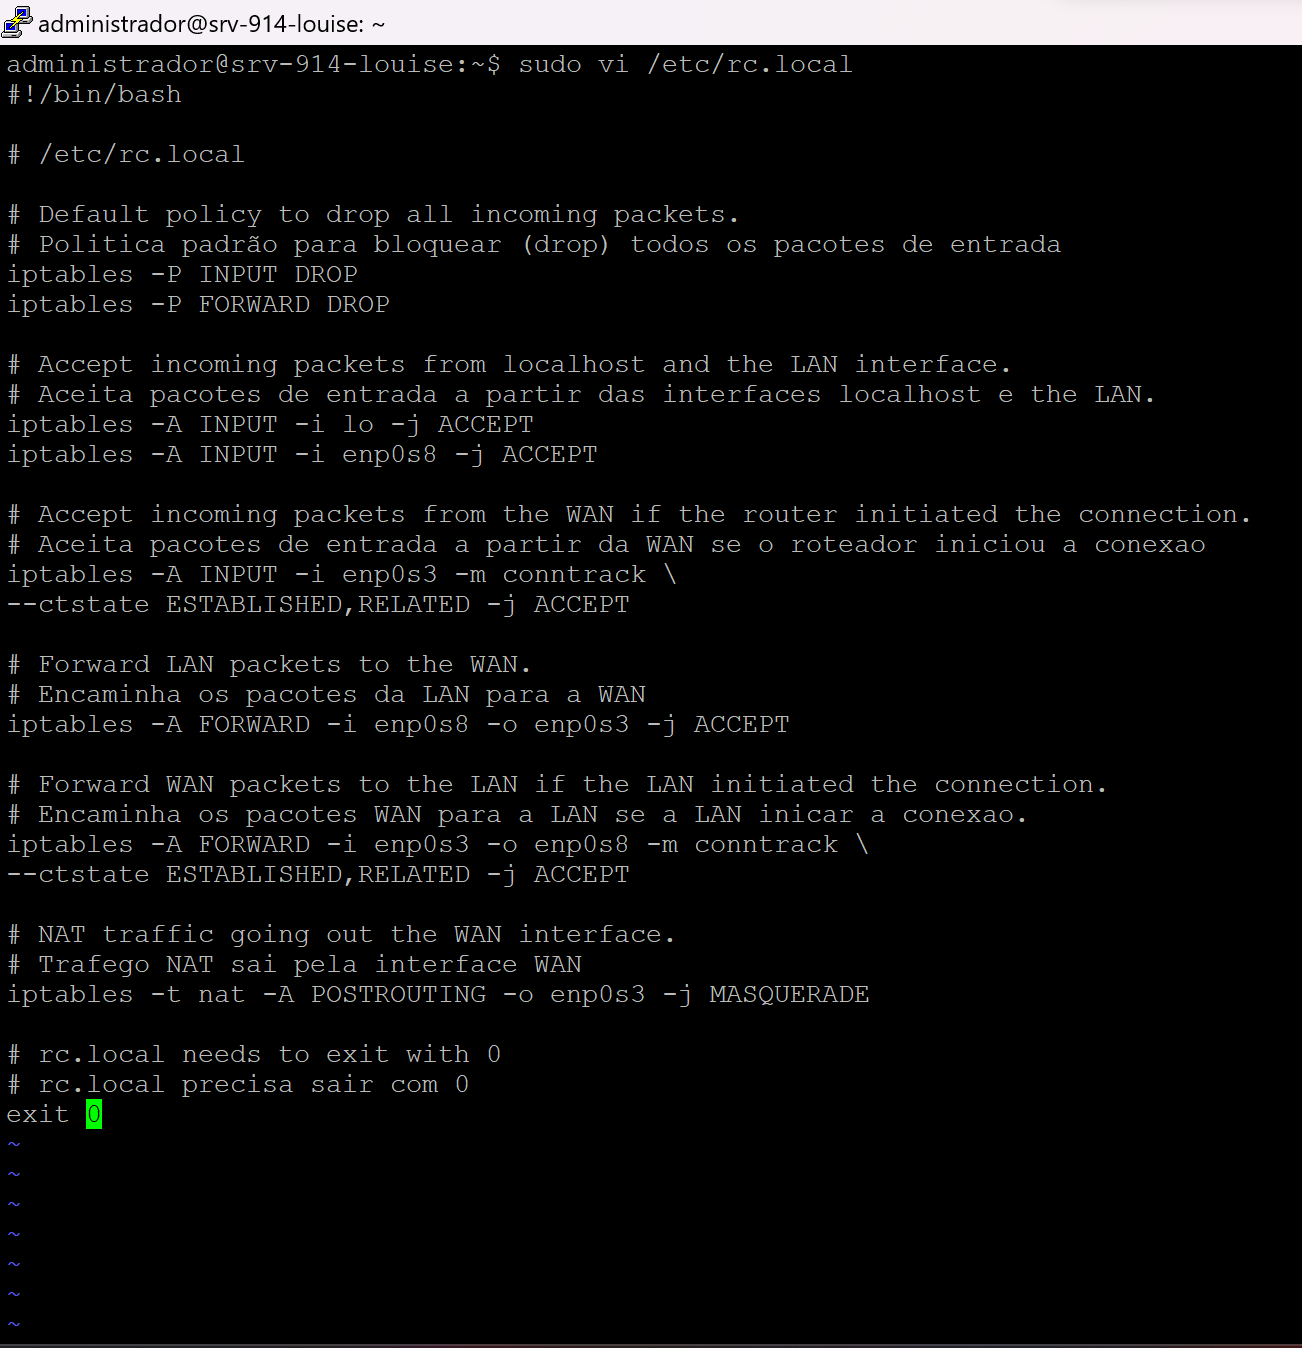 administrador@srv-914-louise: ~
administrador@srv-914-louise:~$ sudo vi /etc/rc.local
#!/bin/bash
# /etc/rc.local
# Default policy to drop all incoming packets.
# Politica padrão para bloquear (drop) todos os pacotes de entrada
iptables -P INPUT DROP
iptables -P FORWARD DROP
# Accept incoming packets from localhost and the LAN interface.
# Aceita pacotes de entrada a partir das interfaces localhost e the LAN.
iptables -A INPUT -i lo -j ACCEPT
iptables -A INPUT -i enp0s8 -j ACCEPT
# Accept incoming packets from the WAN if the router initiated the connection.
# Aceita pacotes de entrada a partir da WAN se o roteador iniciou a conexao
iptables -A INPUT -i enp0s3 -m conntrack \
--ctstate ESTABLISHED,RELATED -j ACCEPT
# Forward LAN packets to the WAN.
# Encaminha os pacotes da LAN para a WAN
iptables -A FORWARD -i enp0s8 -o enp0s3 -j ACCEPT
# Forward WAN packets to the LAN if the LAN initiated the connection.
# Encaminha os pacotes WAN para a LAN se a LAN inicar a conexao.
iptables -A FORWARD -i enp0s3 -o enp0s8 -m conntrack \
--ctstate ESTABLISHED,RELATED -j ACCEPT
# NAT traffic going out the WAN interface.
# Trafego NAT sai pela interface WAN
iptables -t nat -A POSTROUTING -o enp0s3 -j MASQUERADE
# rc.local needs to exit with 0
# rc.local precisa sair com 0
exit 0
~
~
~
~
~
~
~